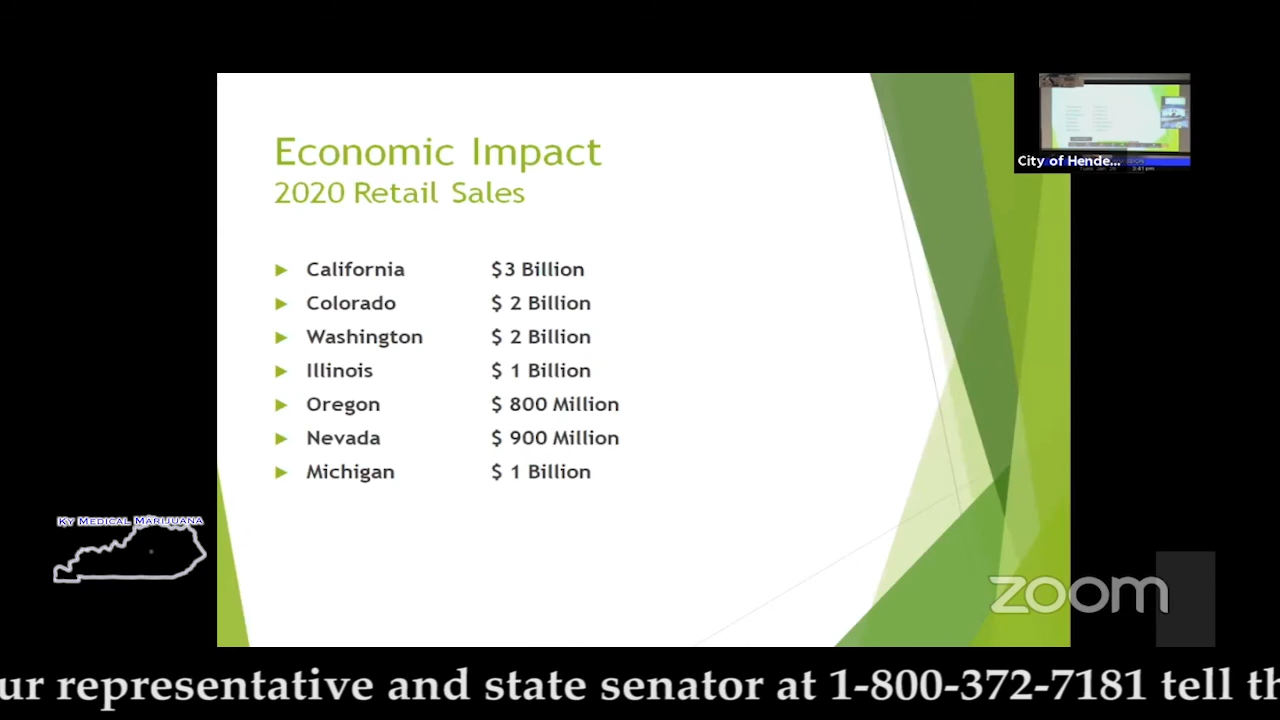 Economic Impact
2020 Retail Sales
California $3 Billion
Colorado $ 2 Billion
Washington $ 2 Billion
Illinois $ 1 Billion
Oregon $ 800 Million
Nevada $ 900 Million
Michigan $ 1 Billion
City of Hende...
KY MEDICAL MARIJUANA
zoom
ur representative and state senator at 1-800-372-7181 tell th